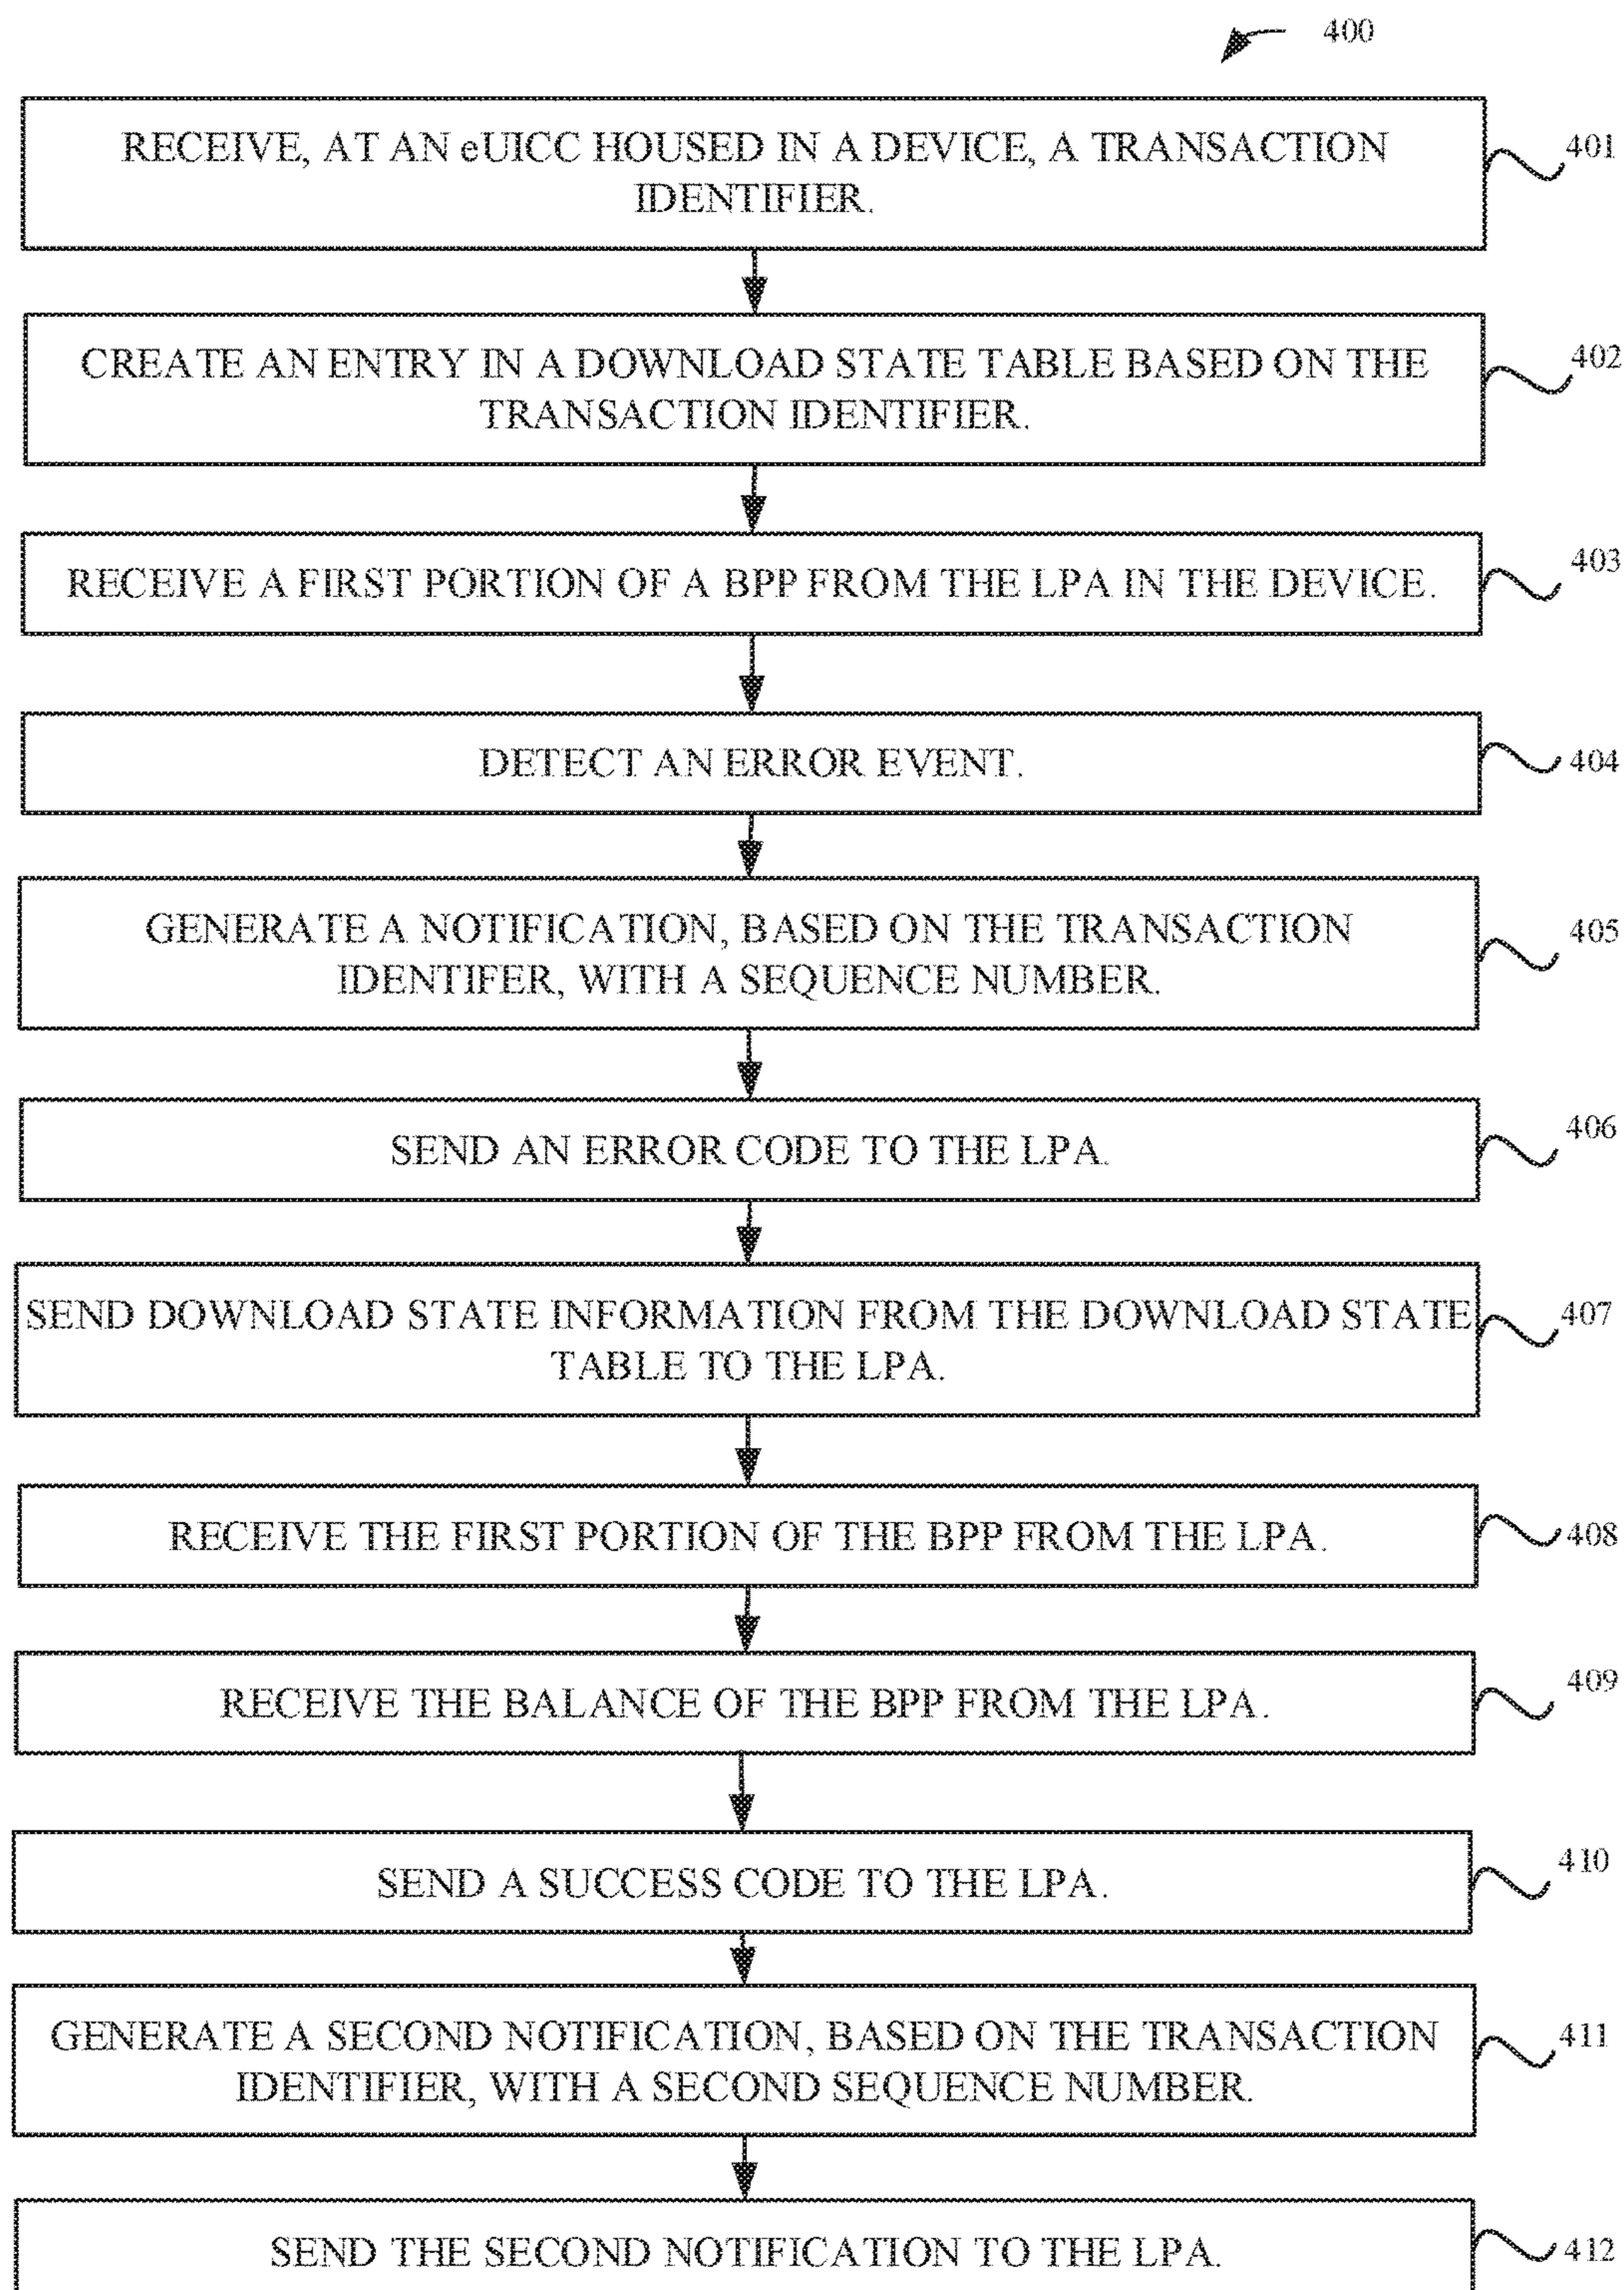 400
RECEIVE, AT AN eUICC HOUSED IN A DEVICE, A TRANSACTION
IDENTIFIER.
401
CREATE AN ENTRY IN A DOWNLOAD STATE TABLE BASED ON THE
TRANSACTION IDENTIFIER.
402
RECEIVE A FIRST PORTION OF A BPP FROM THE LPA IN THE DEVICE.
403
DETECT AN ERROR EVENT.
404
GENERATE A NOTIFICATION, BASED ON THE TRANSACTION
IDENTIFER, WITH A SEQUENCE NUMBER.
405
SEND AN ERROR CODE TO THE LPA.
406
SEND DOWNLOAD STATE INFORMATION FROM THE DOWNLOAD STATE
TABLE TO THE LPA.
407
RECEIVE THE FIRST PORTION OF THE BPP FROM THE LPA.
408
RECEIVE THE BALANCE OF THE BPP FROM THE LPA.
409
SEND A SUCCESS CODE TO THE LPA.
410
GENERATE A SECOND NOTIFICATION, BASED ON THE TRANSACTION
IDENTIFIER, WITH A SECOND SEQUENCE NUMBER.
411
SEND THE SECOND NOTIFICATION TO THE LPA.
412